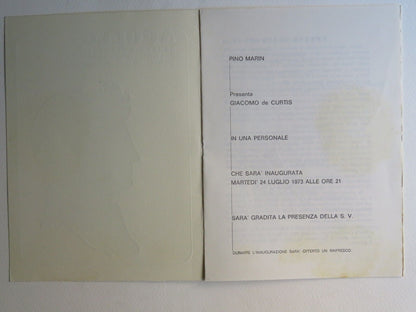 PINO MARIN
Presenta
GIACOMO de CURTIS
IN UNA PERSONALE
CHE SARA' INAUGURATA
MARTEDI' 24 LUGLIO 1973 ALLE ORE 21
SARA' GRADITA LA PRESENZA DELLA S. V.
DURANTE L'INAUGURAZIONE SARA' OFFERTO UN RINFRESCO